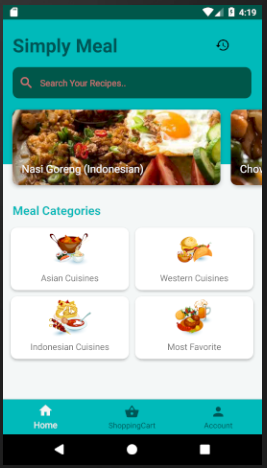 4:19
Simply Meal
Search Your Recipes..
Nasi Goreng (Indonesian)
Chow
Meal Categories
Asian Cuisines
Western Cuisines
Indonesian Cuisines
Most Favorite
Home
ShoppingCart
Account